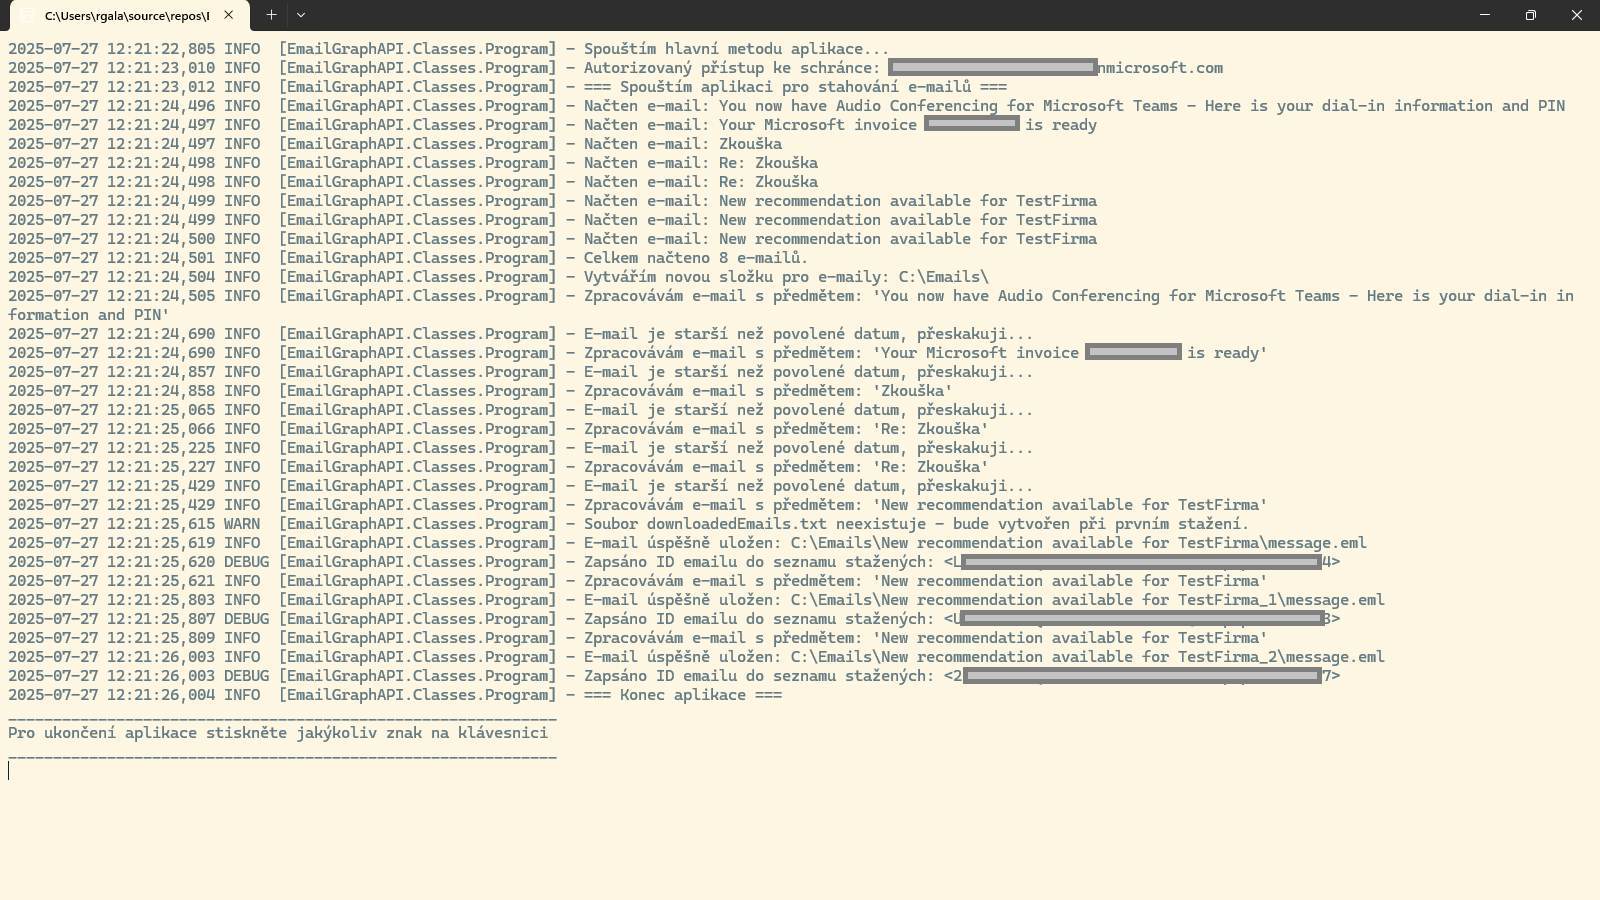 C:\Users\rgala\source\repos\E
2025-07-27 12:21:22,805 INFO  [EmailGraphAPI.Classes.Program] - Spouštím hlavní metodu aplikace...
2025-07-27 12:21:23,010 INFO  [EmailGraphAPI.Classes.Program] - Autorizovaný přístup ke schránce: nmicrosoft.com
2025-07-27 12:21:23,012 INFO  [EmailGraphAPI.Classes.Program] - === Spouštím aplikaci pro stahování e-mailů ===
2025-07-27 12:21:24,496 INFO  [EmailGraphAPI.Classes.Program] - Načten e-mail: You now have Audio Conferencing for Microsoft Teams - Here is your dial-in information and PIN
2025-07-27 12:21:24,497 INFO  [EmailGraphAPI.Classes.Program] - Načten e-mail: Your Microsoft invoice is ready
2025-07-27 12:21:24,497 INFO  [EmailGraphAPI.Classes.Program] - Načten e-mail: Zkouška
2025-07-27 12:21:24,498 INFO  [EmailGraphAPI.Classes.Program] - Načten e-mail: Re: Zkouška
2025-07-27 12:21:24,498 INFO  [EmailGraphAPI.Classes.Program] - Načten e-mail: Re: Zkouška
2025-07-27 12:21:24,499 INFO  [EmailGraphAPI.Classes.Program] - Načten e-mail: New recommendation available for TestFirma
2025-07-27 12:21:24,499 INFO  [EmailGraphAPI.Classes.Program] - Načten e-mail: New recommendation available for TestFirma
2025-07-27 12:21:24,500 INFO  [EmailGraphAPI.Classes.Program] - Načten e-mail: New recommendation available for TestFirma
2025-07-27 12:21:24,501 INFO  [EmailGraphAPI.Classes.Program] - Celkem načteno 8 e-mailů.
2025-07-27 12:21:24,504 INFO  [EmailGraphAPI.Classes.Program] - Vytvářím novou složku pro e-maily: C:\Emails\
2025-07-27 12:21:24,505 INFO  [EmailGraphAPI.Classes.Program] - Zpracovávám e-mail s předmětem: 'You now have Audio Conferencing for Microsoft Teams - Here is your dial-in in
formation and PIN'
2025-07-27 12:21:24,690 INFO  [EmailGraphAPI.Classes.Program] - E-mail je starší než povolené datum, přeskakuji...
2025-07-27 12:21:24,690 INFO  [EmailGraphAPI.Classes.Program] - Zpracovávám e-mail s předmětem: 'Your Microsoft invoice is ready'
2025-07-27 12:21:24,857 INFO  [EmailGraphAPI.Classes.Program] - E-mail je starší než povolené datum, přeskakuji...
2025-07-27 12:21:24,858 INFO  [EmailGraphAPI.Classes.Program] - Zpracovávám e-mail s předmětem: 'Zkouška'
2025-07-27 12:21:25,065 INFO  [EmailGraphAPI.Classes.Program] - E-mail je starší než povolené datum, přeskakuji...
2025-07-27 12:21:25,066 INFO  [EmailGraphAPI.Classes.Program] - Zpracovávám e-mail s předmětem: 'Re: Zkouška'
2025-07-27 12:21:25,225 INFO  [EmailGraphAPI.Classes.Program] - E-mail je starší než povolené datum, přeskakuji...
2025-07-27 12:21:25,227 INFO  [EmailGraphAPI.Classes.Program] - Zpracovávám e-mail s předmětem: 'Re: Zkouška'
2025-07-27 12:21:25,429 INFO  [EmailGraphAPI.Classes.Program] - E-mail je starší než povolené datum, přeskakuji...
2025-07-27 12:21:25,429 INFO  [EmailGraphAPI.Classes.Program] - Zpracovávám e-mail s předmětem: 'New recommendation available for TestFirma'
2025-07-27 12:21:25,615 WARN  [EmailGraphAPI.Classes.Program] - Soubor downloadedEmails.txt neexistuje - bude vytvořen při prvním stažení.
2025-07-27 12:21:25,619 INFO  [EmailGraphAPI.Classes.Program] - E-mail úspěšně uložen: C:\Emails\New recommendation available for TestFirma\message.eml
2025-07-27 12:21:25,620 DEBUG [EmailGraphAPI.Classes.Program] - Zapsáno ID emailu do seznamu stažených:
2025-07-27 12:21:25,621 INFO  [EmailGraphAPI.Classes.Program] - Zpracovávám e-mail s předmětem: 'New recommendation available for TestFirma'
2025-07-27 12:21:25,803 INFO  [EmailGraphAPI.Classes.Program] - E-mail úspěšně uložen: C:\Emails\New recommendation available for TestFirma_1\message.eml
2025-07-27 12:21:25,807 DEBUG [EmailGraphAPI.Classes.Program] - Zapsáno ID emailu do seznamu stažených:
2025-07-27 12:21:25,809 INFO  [EmailGraphAPI.Classes.Program] - Zpracovávám e-mail s předmětem: 'New recommendation available for TestFirma'
2025-07-27 12:21:26,003 INFO  [EmailGraphAPI.Classes.Program] - E-mail úspěšně uložen: C:\Emails\New recommendation available for TestFirma_2\message.eml
2025-07-27 12:21:26,003 DEBUG [EmailGraphAPI.Classes.Program] - Zapsáno ID emailu do seznamu stažených: <2 7>
2025-07-27 12:21:26,004 INFO  [EmailGraphAPI.Classes.Program] - === Konec aplikace ===
_____________________________________________________________
Pro ukončení aplikace stiskněte jakýkoliv znak na klávesnici
_____________________________________________________________